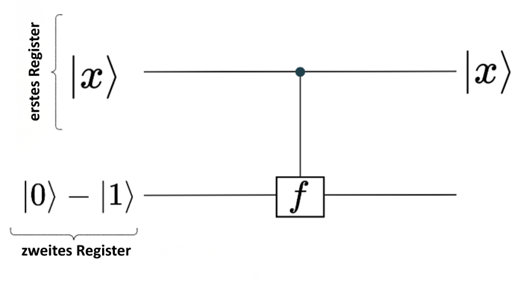 erstes Register
|x⟩
|x⟩
|0⟩ − |1⟩
f
zweites Register